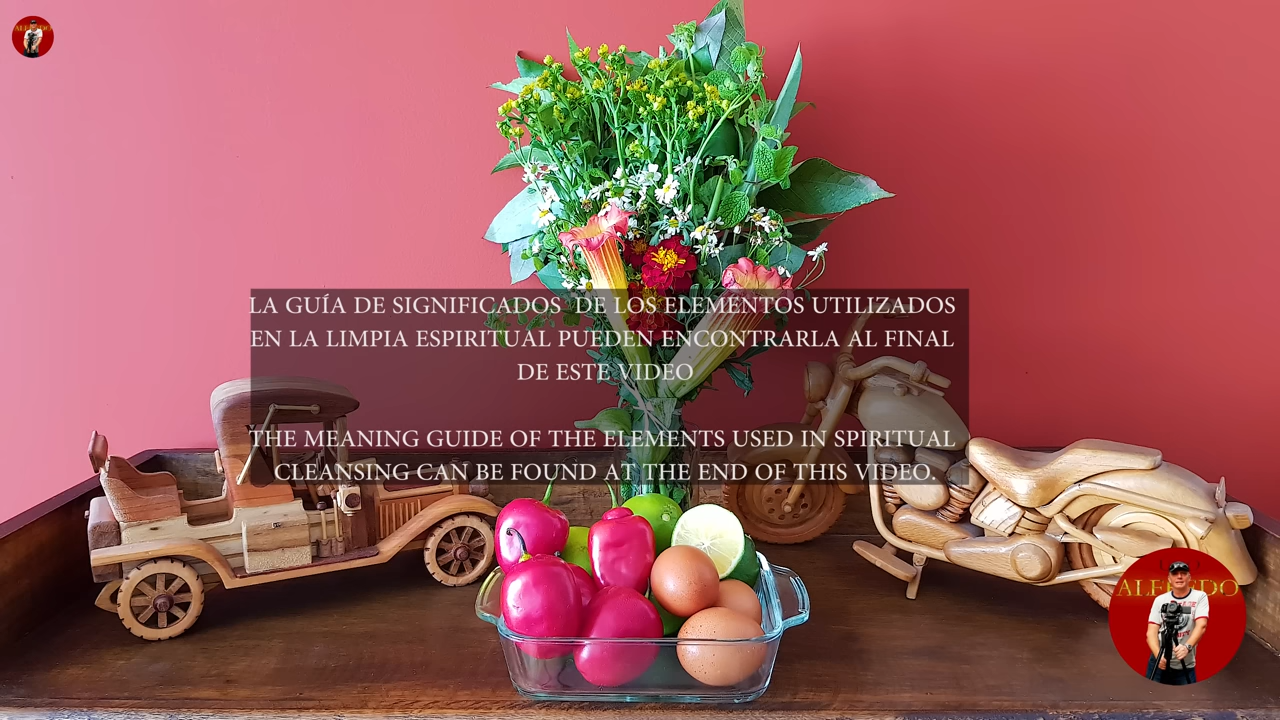 ALFREDO
LA GUÍA DE SIGNIFICADOS DE LOS ELEMENTOS UTILIZADOS
EN LA LIMPIA ESPIRITUAL PUEDEN ENCONTRARLA AL FINAL
DE ESTE VIDEO
THE MEANING GUIDE OF THE ELEMENTS USED IN SPIRITUAL
CLEANSING CAN BE FOUND AT THE END OF THIS VIDEO.
ALFREDO